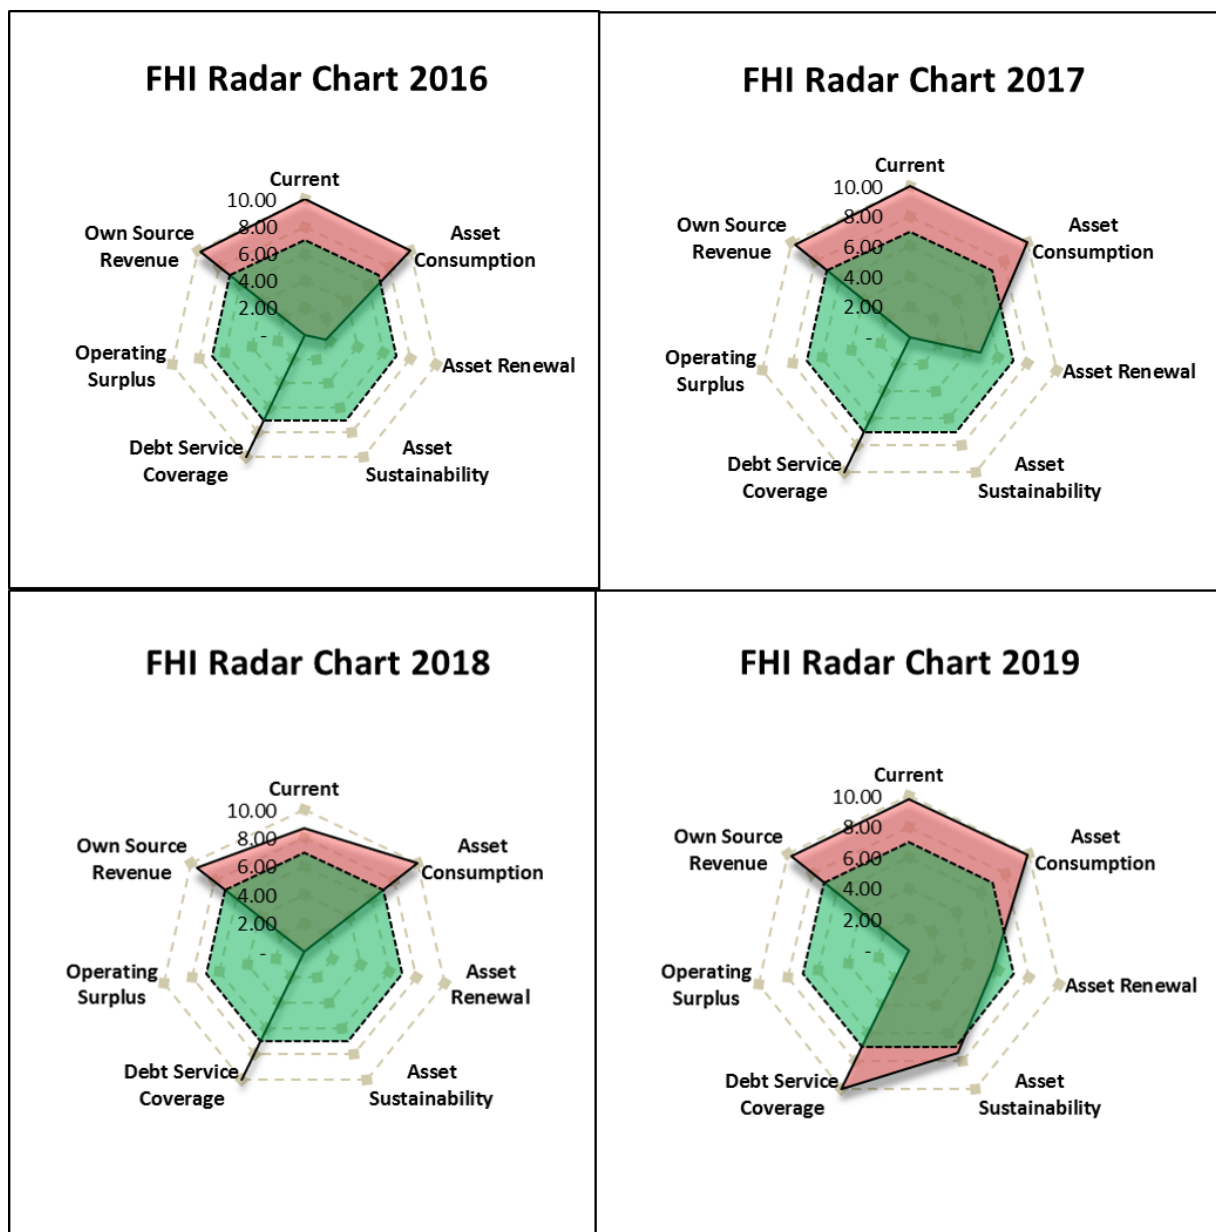 FHI Radar Chart 2016
Current
10.00
8.00
6.00
4.00
2.00
-
Asset
Consumption
Asset Renewal
Asset
Sustainability
Debt Service
Coverage
Operating
Surplus
Own Source
Revenue
FHI Radar Chart 2017
Current
10.00
8.00
6.00
4.00
2.00
-
Asset
Consumption
Asset Renewal
Asset
Sustainability
Debt Service
Coverage
Operating
Surplus
Own Source
Revenue
FHI Radar Chart 2018
Current
10.00
8.00
6.00
4.00
2.00
-
Asset
Consumption
Asset
Renewal
Asset
Sustainability
Debt Service
Coverage
Operating
Surplus
Own Source
Revenue
FHI Radar Chart 2019
Current
10.00
8.00
6.00
4.00
2.00
-
Asset
Consumption
Asset Renewal
Asset
Sustainability
Debt Service
Coverage
Operating
Surplus
Own Source
Revenue